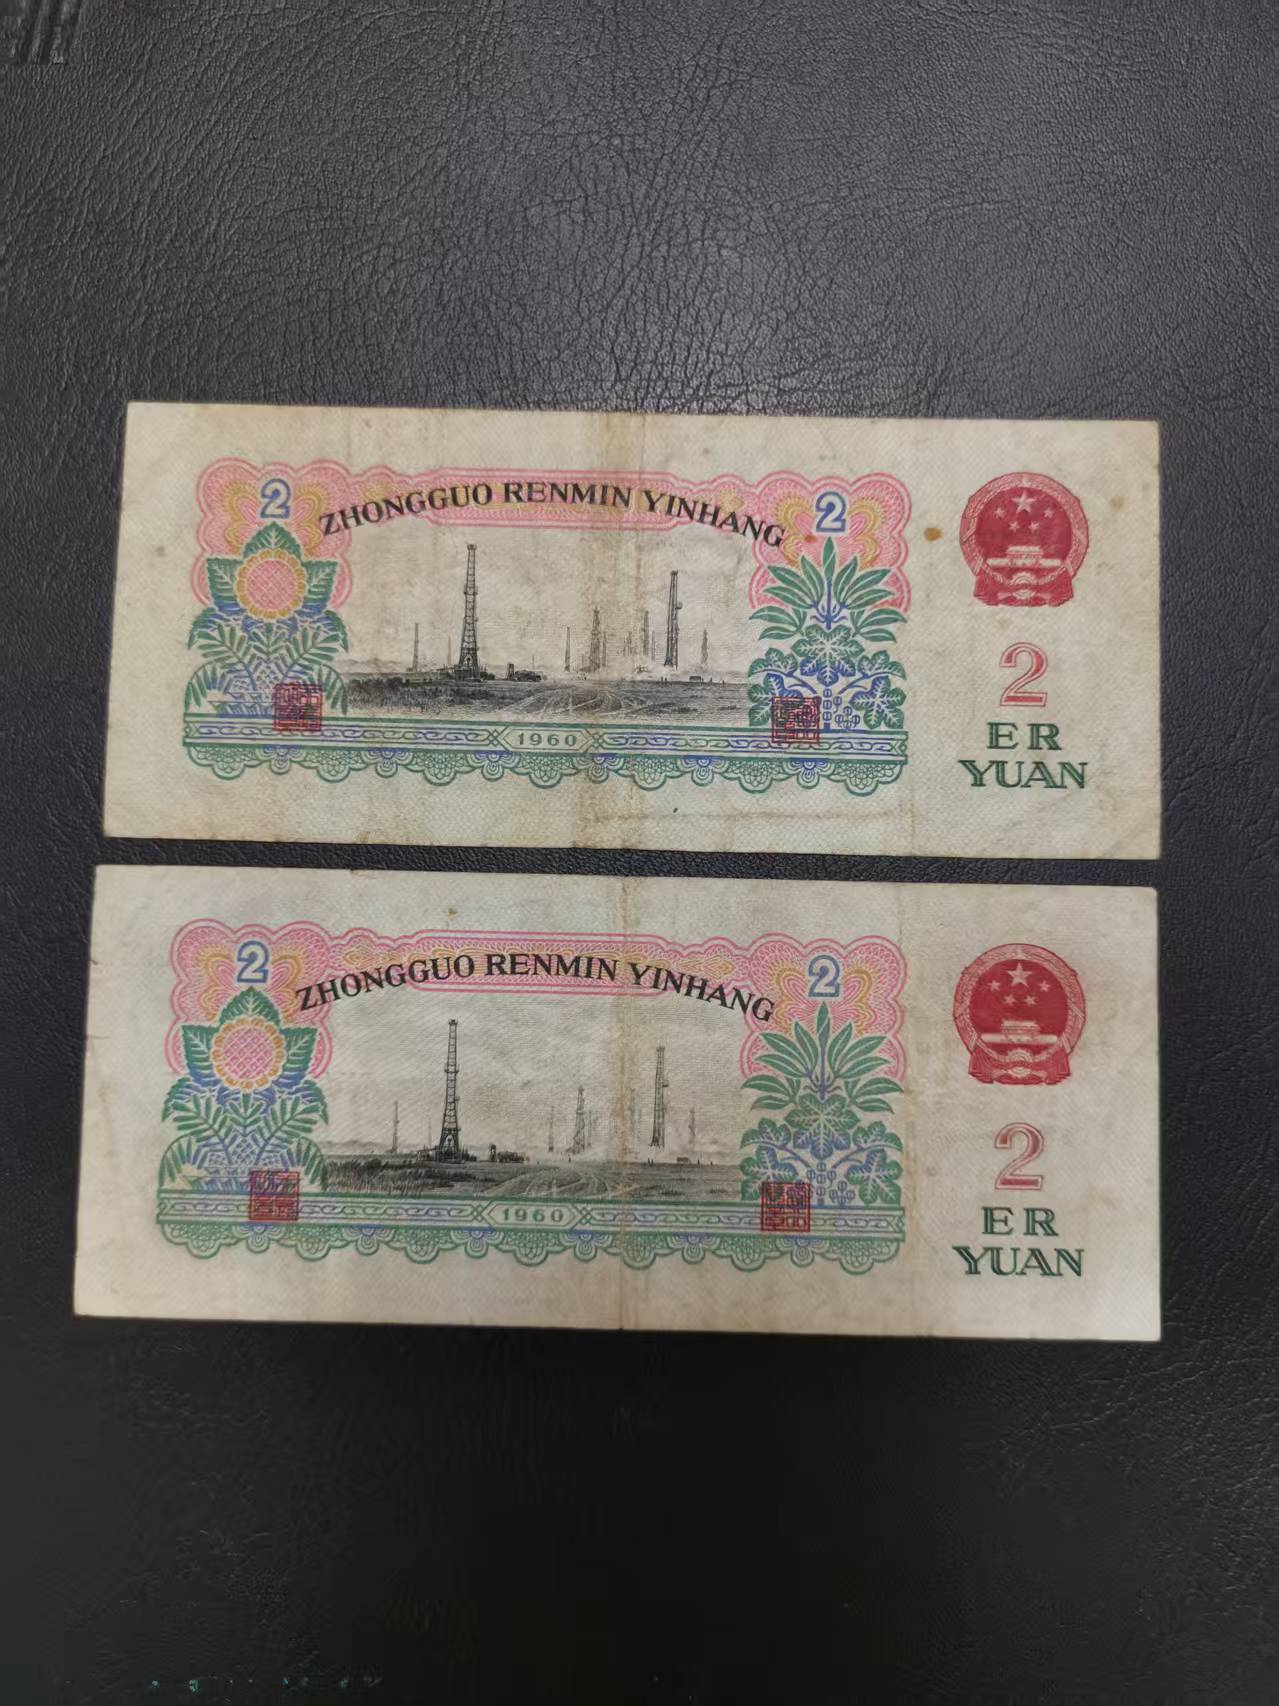 2 2
ZHONGGUO RENMIN YINHANG
1960
2
ER
YUAN
2 2
ZHONGGUO RENMIN YINHANG
1960
2
ER
YUAN